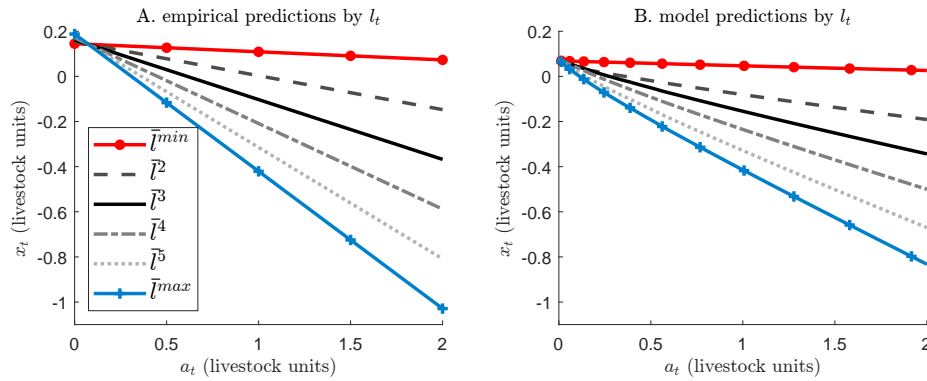 A. empirical predictions by l_t
0.2
0
-0.2
-0.4
-0.6
-0.8
-1
x_t (livestock units)
l̄^min
l̄^2
l̄^3
l̄^4
l̄^5
l̄^max
0 0.5 1 1.5 2
a_t (livestock units)
B. model predictions by l_t
0.2
0
-0.2
-0.4
-0.6
-0.8
-1
x_t (livestock units)
0 0.5 1 1.5 2
a_t (livestock units)